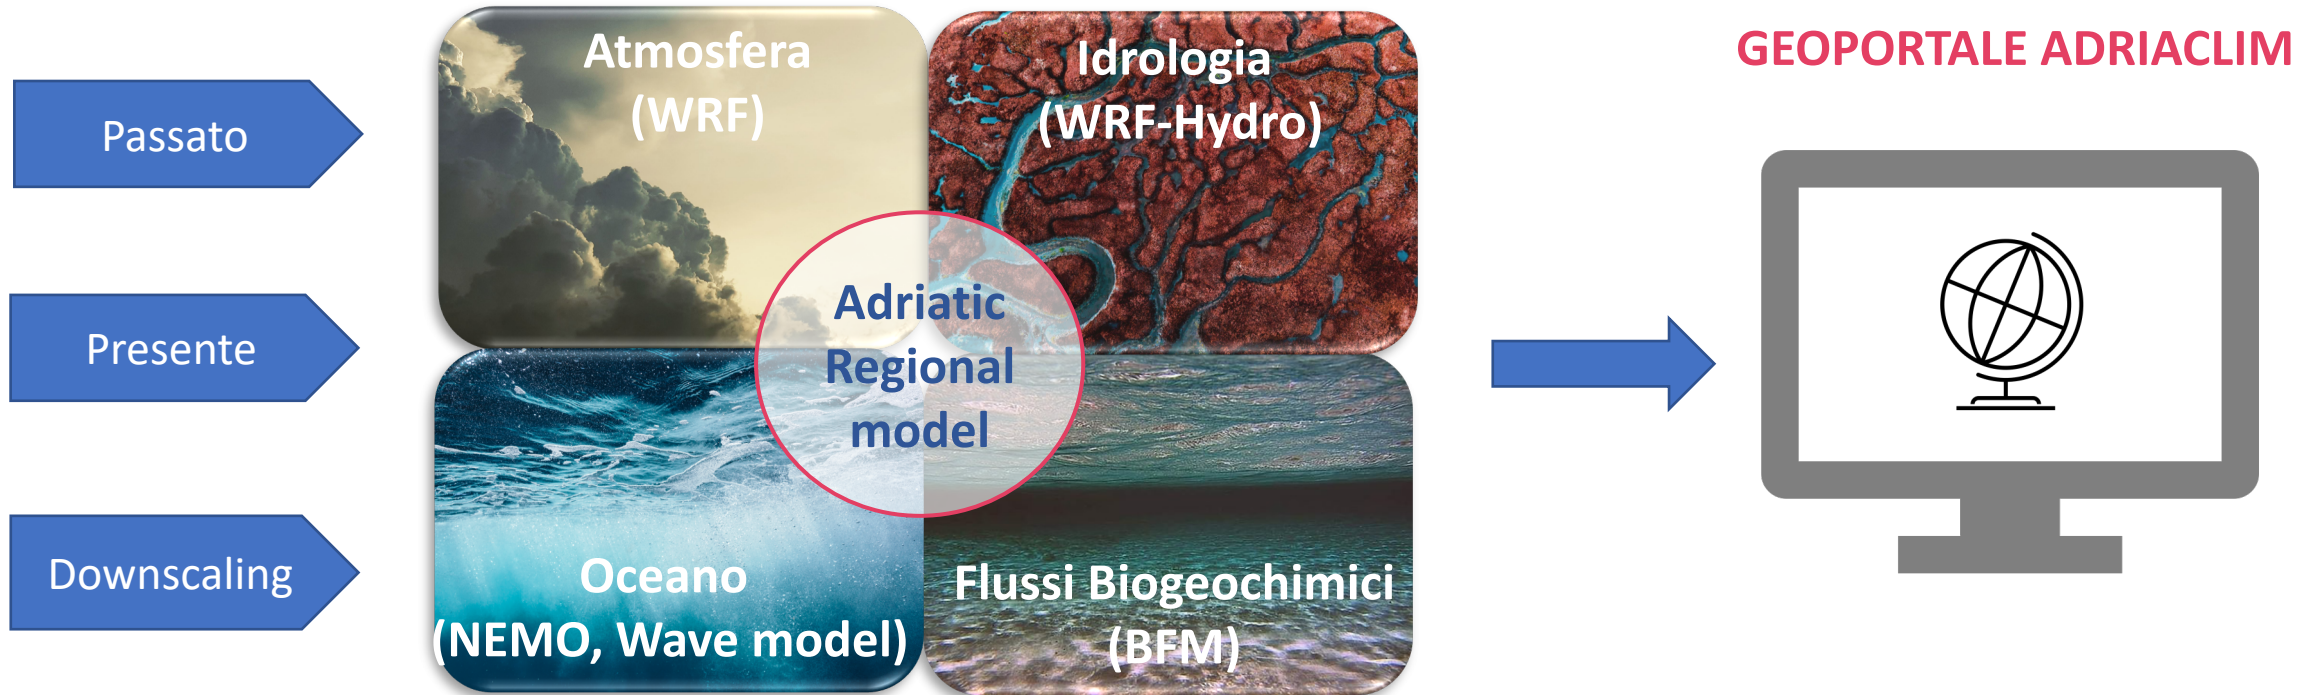 Passato
Presente
Downscaling
Atmosfera
(WRF)
Idrologia
(WRF-Hydro)
Adriatic
Regional
model
Oceano
(NEMO, Wave model)
Flussi Biogeochimici
(BFM)
GEOPORTALE ADRIACLIM